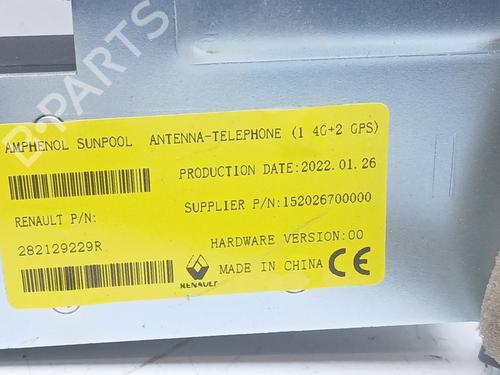 AMPHENOL SUNPOOL ANTENNA-TELEPHONE (1 4G+2 GPS)
PRODUCTION DATE:2022.01.26
SUPPLIER P/N:152026700000
RENAULT P/N:
282129229R
HARDWARE VERSION:00
RENAULT
MADE IN CHINA CE
B-PARTS